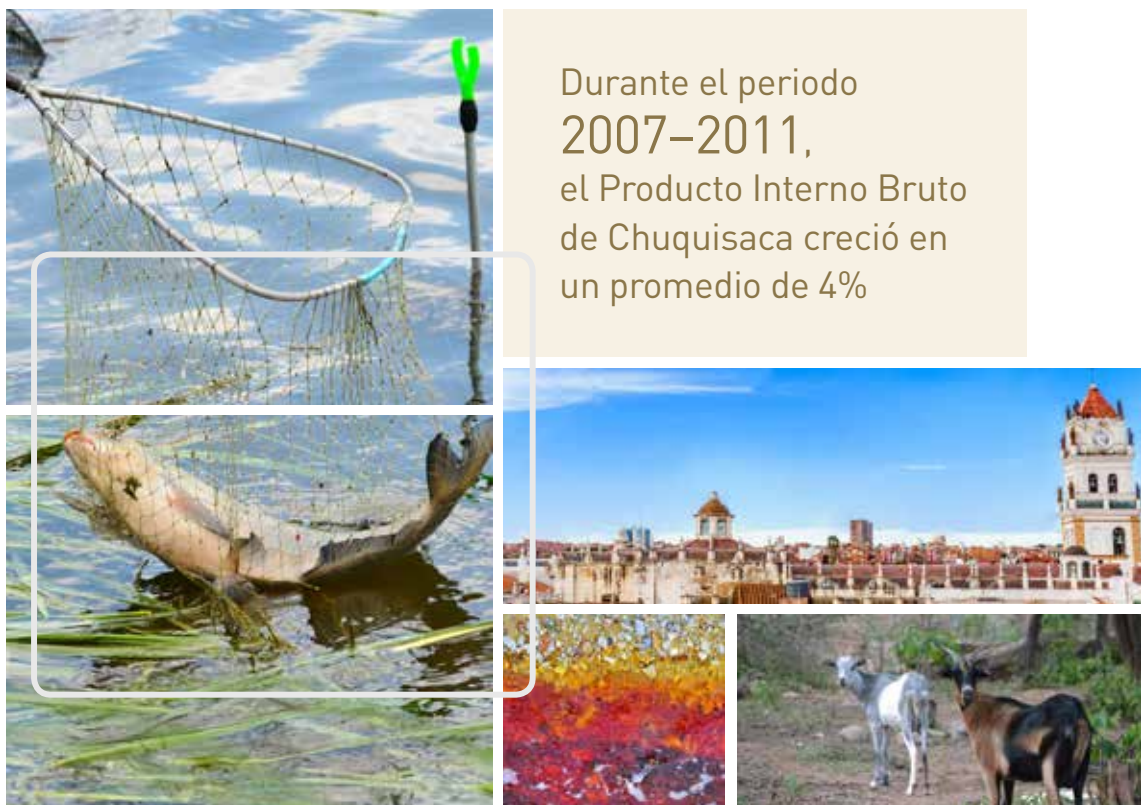 Durante el periodo
2007–2011,
el Producto Interno Bruto
de Chuquisaca creció en
un promedio de 4%